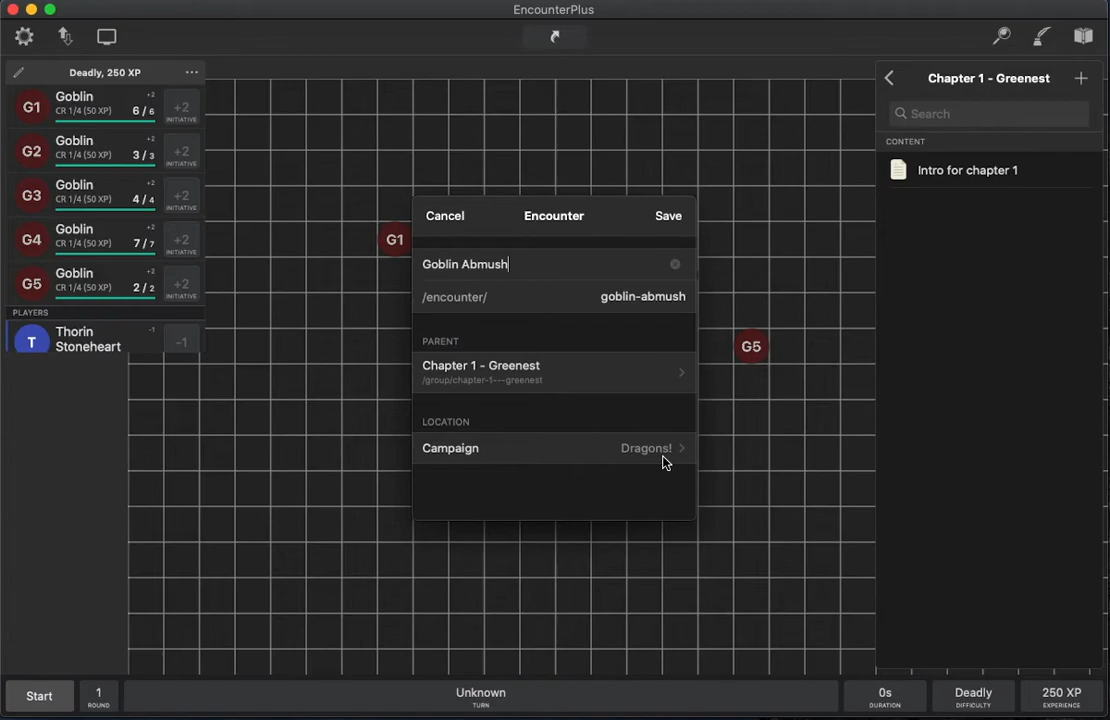 EncounterPlus
Deadly, 250 XP
G1 Goblin +2
CR 1/4 (50 XP) 6 / 6 +2 INITIATIVE
G2 Goblin +2
CR 1/4 (50 XP) 3 / 3 +2 INITIATIVE
G3 Goblin +2
CR 1/4 (50 XP) 4 / 4 +2 INITIATIVE
G4 Goblin +2
CR 1/4 (50 XP) 7 / 7 +2 INITIATIVE
G5 Goblin +2
CR 1/4 (50 XP) 2 / 2 +2 INITIATIVE
PLAYERS
T Thorin -1
Stoneheart -1
G1
G5
Cancel Encounter Save
Goblin Abmush
/encounter/ goblin-abmush
PARENT
Chapter 1 - Greenest
/group/chapter-1---greenest
LOCATION
Campaign Dragons!
Chapter 1 - Greenest
Search
CONTENT
Intro for chapter 1
Start
1
ROUND
Unknown
TURN
0s
DURATION
Deadly
DIFFICULTY
250 XP
EXPERIENCE